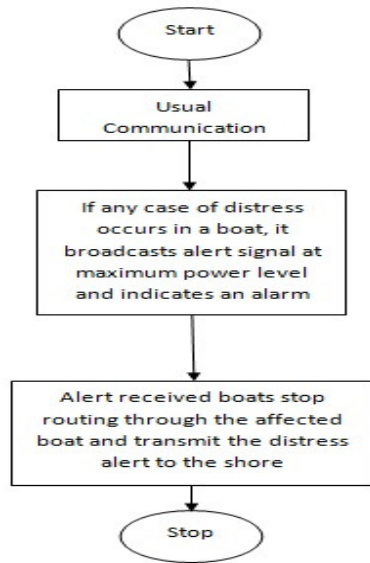 Start
Usual
Communication
If any case of distress
occurs in a boat, it
broadcasts alert signal at
maximum power level
and indicates an alarm
Alert received boats stop
routing through the affected
boat and transmit the distress
alert to the shore
Stop